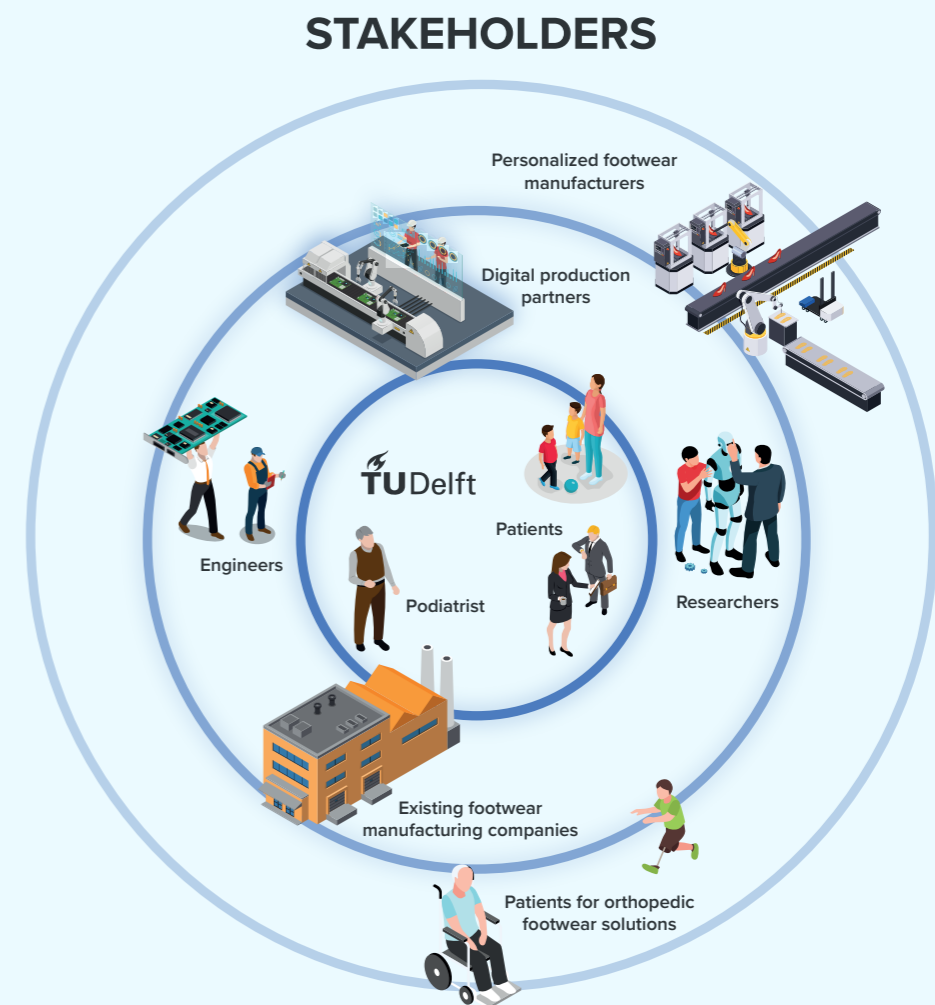 STAKEHOLDERS
Personalized footwear
manufacturers
Digital production
partners
TUDelft
Patients
Engineers
Podiatrist
Researchers
Existing footwear
manufacturing companies
Patients for orthopedic
footwear solutions